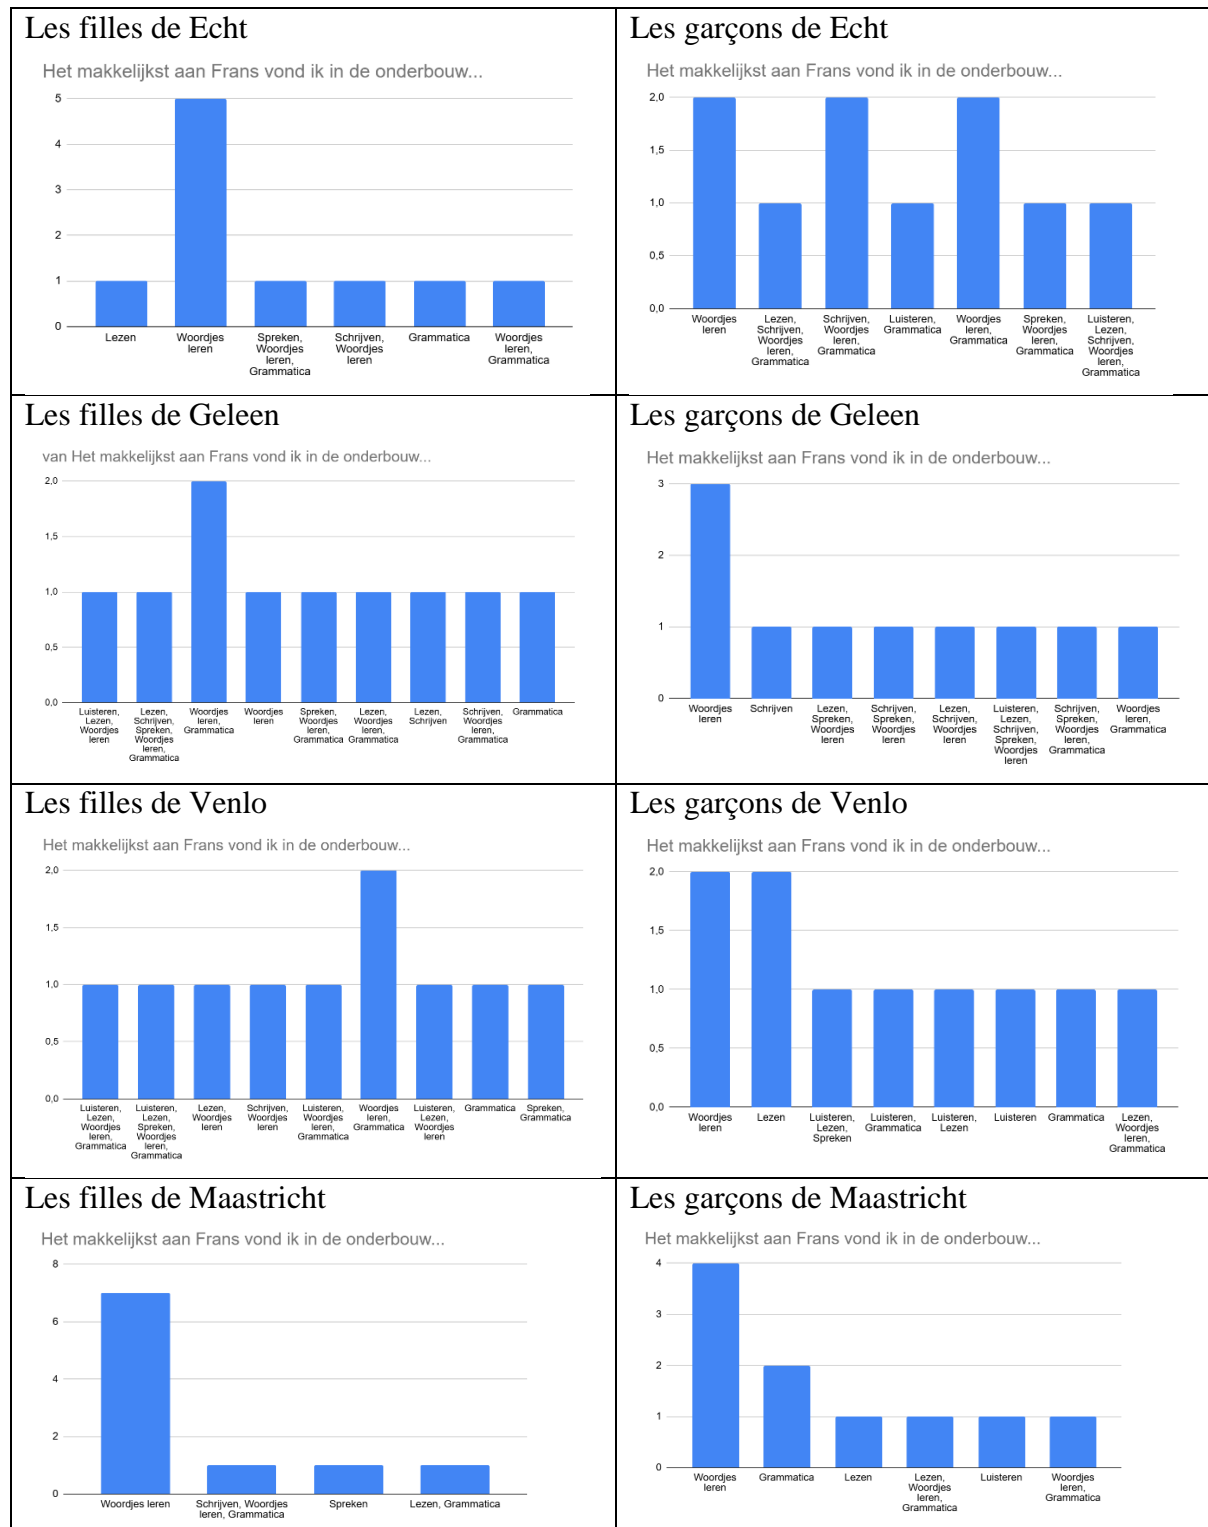 Les filles de Echt
Het makkelijkst aan Frans vond ik in de onderbouw...
5
4
3
2
1
0
Lezen
Woordjes
leren
Spreken,
Woordjes
leren,
Grammatica
Schrijven,
Woordjes
leren
Grammatica
Woordjes
leren,
Grammatica
Les garçons de Echt
Het makkelijkst aan Frans vond ik in de onderbouw...
2,0
1,5
1,0
0,5
0,0
Woordjes
leren
Lezen,
Schrijven,
Woordjes
leren,
Grammatica
Schrijven,
Woordjes
leren,
Grammatica
Luisteren,
Grammatica
Woordjes
leren,
Grammatica
Spreken,
Woordjes
leren,
Grammatica
Luisteren,
Lezen,
Schrijven,
Woordjes
leren,
Grammatica
Les filles de Geleen
van Het makkelijkst aan Frans vond ik in de onderbouw...
2,0
1,5
1,0
0,5
0,0
Luisteren,
Lezen,
Woordjes
leren
Lezen,
Schrijven,
Spreken,
Woordjes
leren,
Grammatica
Woordjes
leren,
Grammatica
Woordjes
leren
Spreken,
Woordjes
leren,
Grammatica
Lezen,
Woordjes
leren,
Grammatica
Lezen,
Schrijven
Schrijven,
Woordjes
leren,
Grammatica
Grammatica
Les garçons de Geleen
Het makkelijkst aan Frans vond ik in de onderbouw...
3
2
1
0
Woordjes
leren
Schrijven
Lezen,
Spreken,
Woordjes
leren
Schrijven,
Spreken,
Woordjes
leren
Lezen,
Schrijven,
Woordjes
leren
Luisteren,
Lezen,
Schrijven,
Spreken,
Woordjes
leren
Schrijven,
Spreken,
Woordjes
leren,
Grammatica
Woordjes
leren,
Grammatica
Les filles de Venlo
Het makkelijkst aan Frans vond ik in de onderbouw...
2,0
1,5
1,0
0,5
0,0
Luisteren,
Lezen,
Woordjes
leren,
Grammatica
Luisteren,
Lezen,
Spreken,
Woordjes
leren,
Grammatica
Lezen,
Woordjes
leren
Schrijven,
Woordjes
leren
Luisteren,
Woordjes
leren,
Grammatica
Woordjes
leren,
Grammatica
Luisteren,
Lezen,
Woordjes
leren
Grammatica
Spreken,
Grammatica
Les garçons de Venlo
Het makkelijkst aan Frans vond ik in de onderbouw...
2,0
1,5
1,0
0,5
0,0
Woordjes
leren
Lezen
Luisteren,
Lezen,
Spreken
Luisteren,
Grammatica
Luisteren,
Lezen
Luisteren
Grammatica
Lezen,
Woordjes
leren,
Grammatica
Les filles de Maastricht
Het makkelijkst aan Frans vond ik in de onderbouw...
8
6
4
2
0
Woordjes leren
Schrijven, Woordjes
leren, Grammatica
Spreken
Lezen, Grammatica
Les garçons de Maastricht
Het makkelijkst aan Frans vond ik in de onderbouw...
4
3
2
1
0
Woordjes
leren
Grammatica
Lezen
Lezen,
Woordjes
leren,
Grammatica
Luisteren
Woordjes
leren,
Grammatica